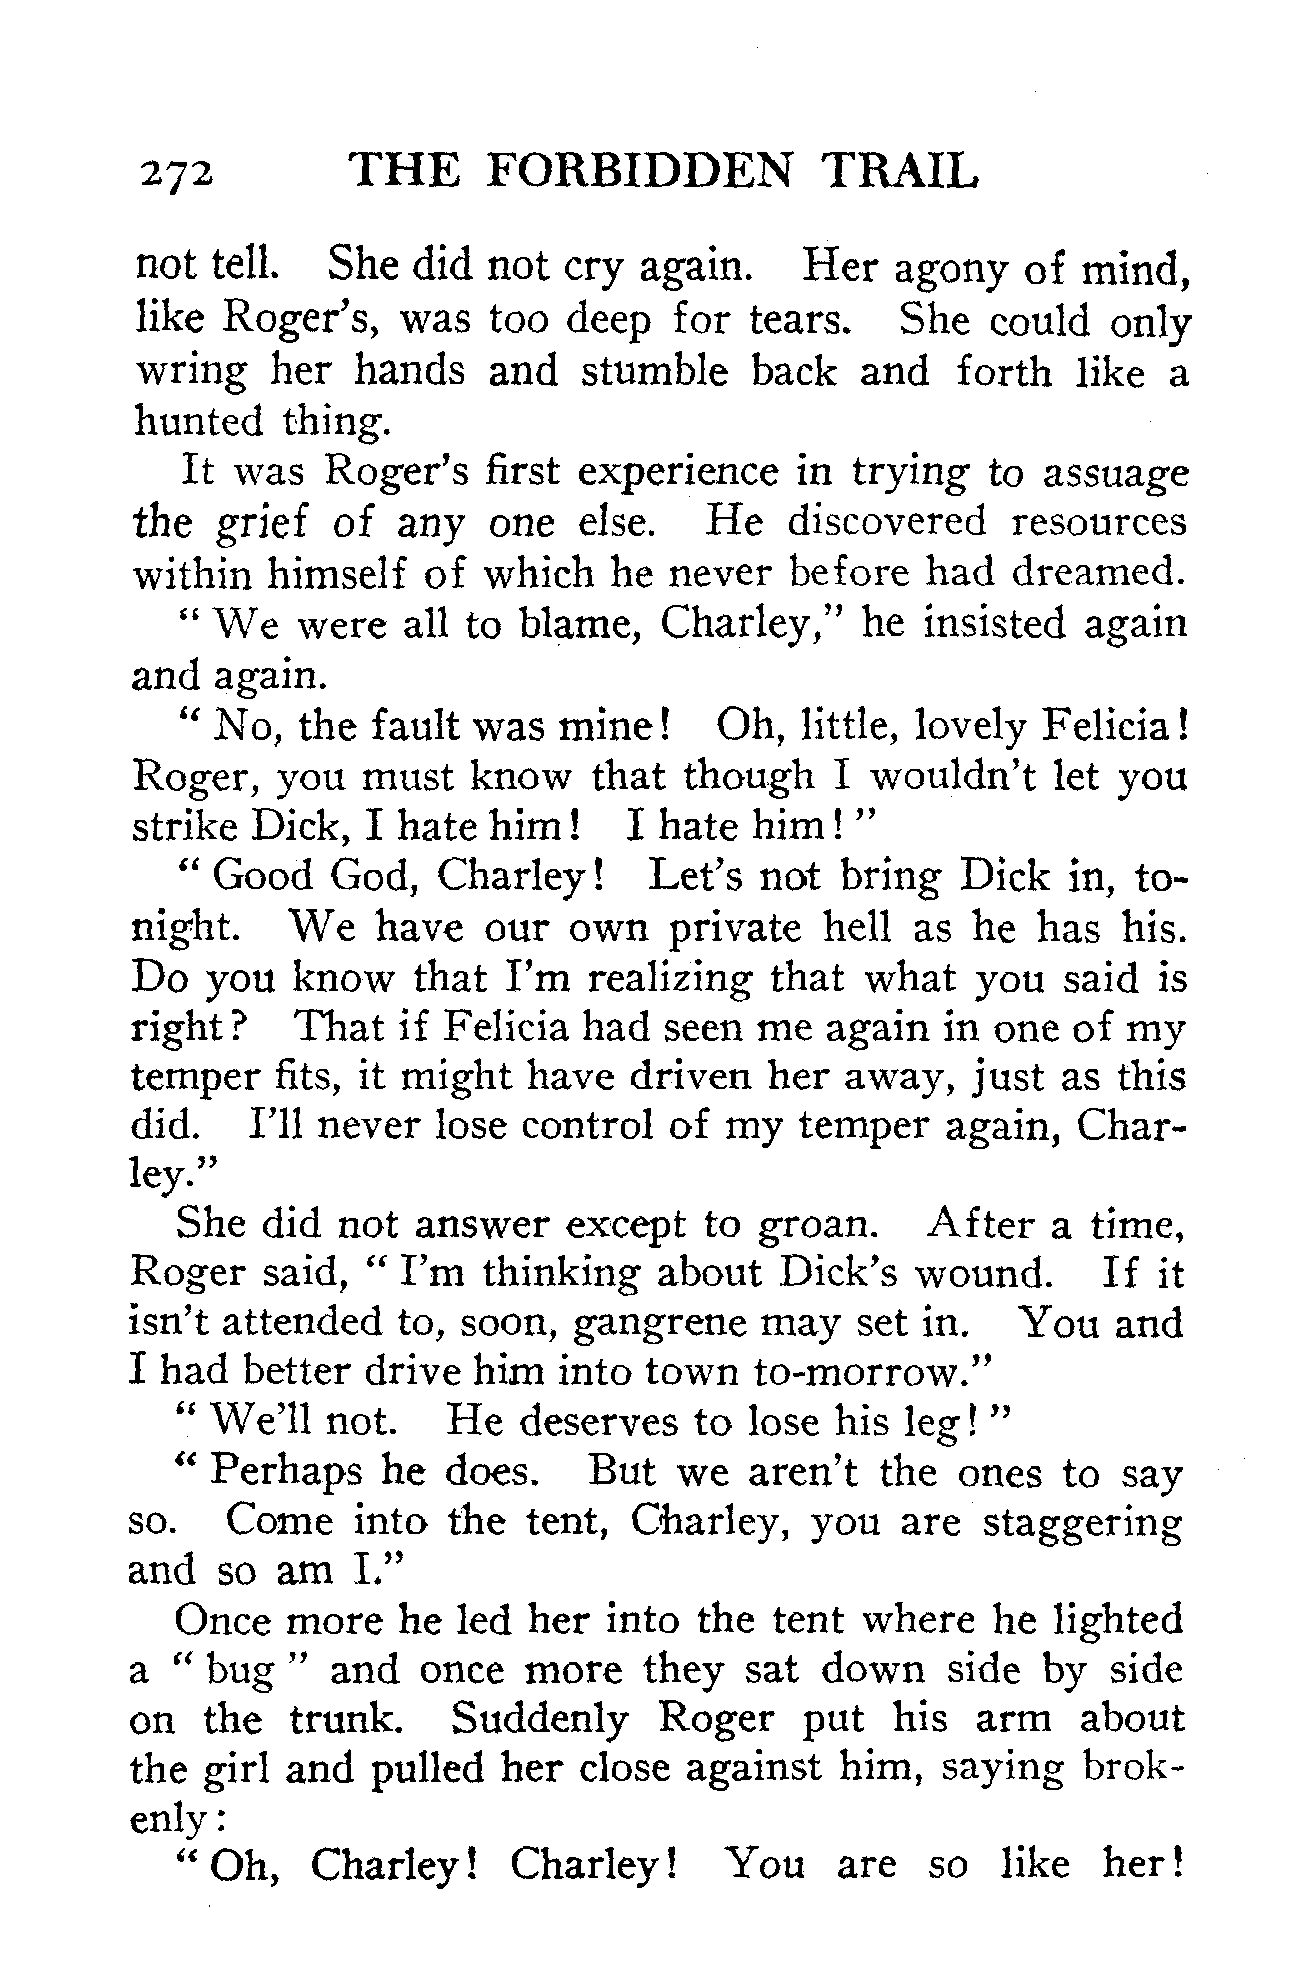 272 THE FORBIDDEN TRAIL
not tell. She did not cry again. Her agony of mind,
like Roger's, was too deep for tears. She could only
wring her hands and stumble back and forth like a
hunted thing.
It was Roger's first experience in trying to assuage
the grief of any one else. He discovered resources
within himself of which he never before had dreamed.
" We were all to blame, Charley," he insisted again
and again.
" No, the fault was mine! Oh, little, lovely Felicia!
Roger, you must know that though I wouldn't let you
strike Dick, I hate him! I hate him! "
" Good God, Charley! Let's not bring Dick in, to-
night. We have our own private hell as he has his.
Do you know that I'm realizing that what you said is
right? That if Felicia had seen me again in one of my
temper fits, it might have driven her away, just as this
did. I'll never lose control of my temper again, Char-
ley."
She did not answer except to groan. After a time,
Roger said, " I'm thinking about Dick's wound. If it
isn't attended to, soon, gangrene may set in. You and
I had better drive him into town to-morrow."
" We'll not. He deserves to lose his leg! "
" Perhaps he does. But we aren't the ones to say
so. Come into the tent, Charley, you are staggering
and so am I."
Once more he led her into the tent where he lighted
a " bug " and once more they sat down side by side
on the trunk. Suddenly Roger put his arm about
the girl and pulled her close against him, saying brok-
enly:
" Oh, Charley! Charley! You are so like her!